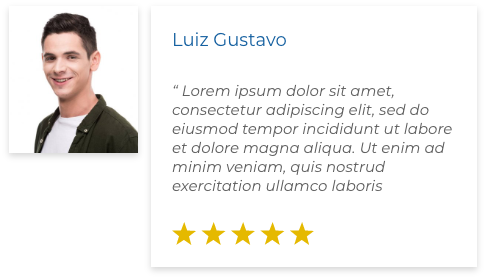 Luiz Gustavo
“ Lorem ipsum dolor sit amet,
consectetur adipiscing elit, sed do
eiusmod tempor incididunt ut labore
et dolore magna aliqua. Ut enim ad
minim veniam, quis nostrud
exercitation ullamco laboris